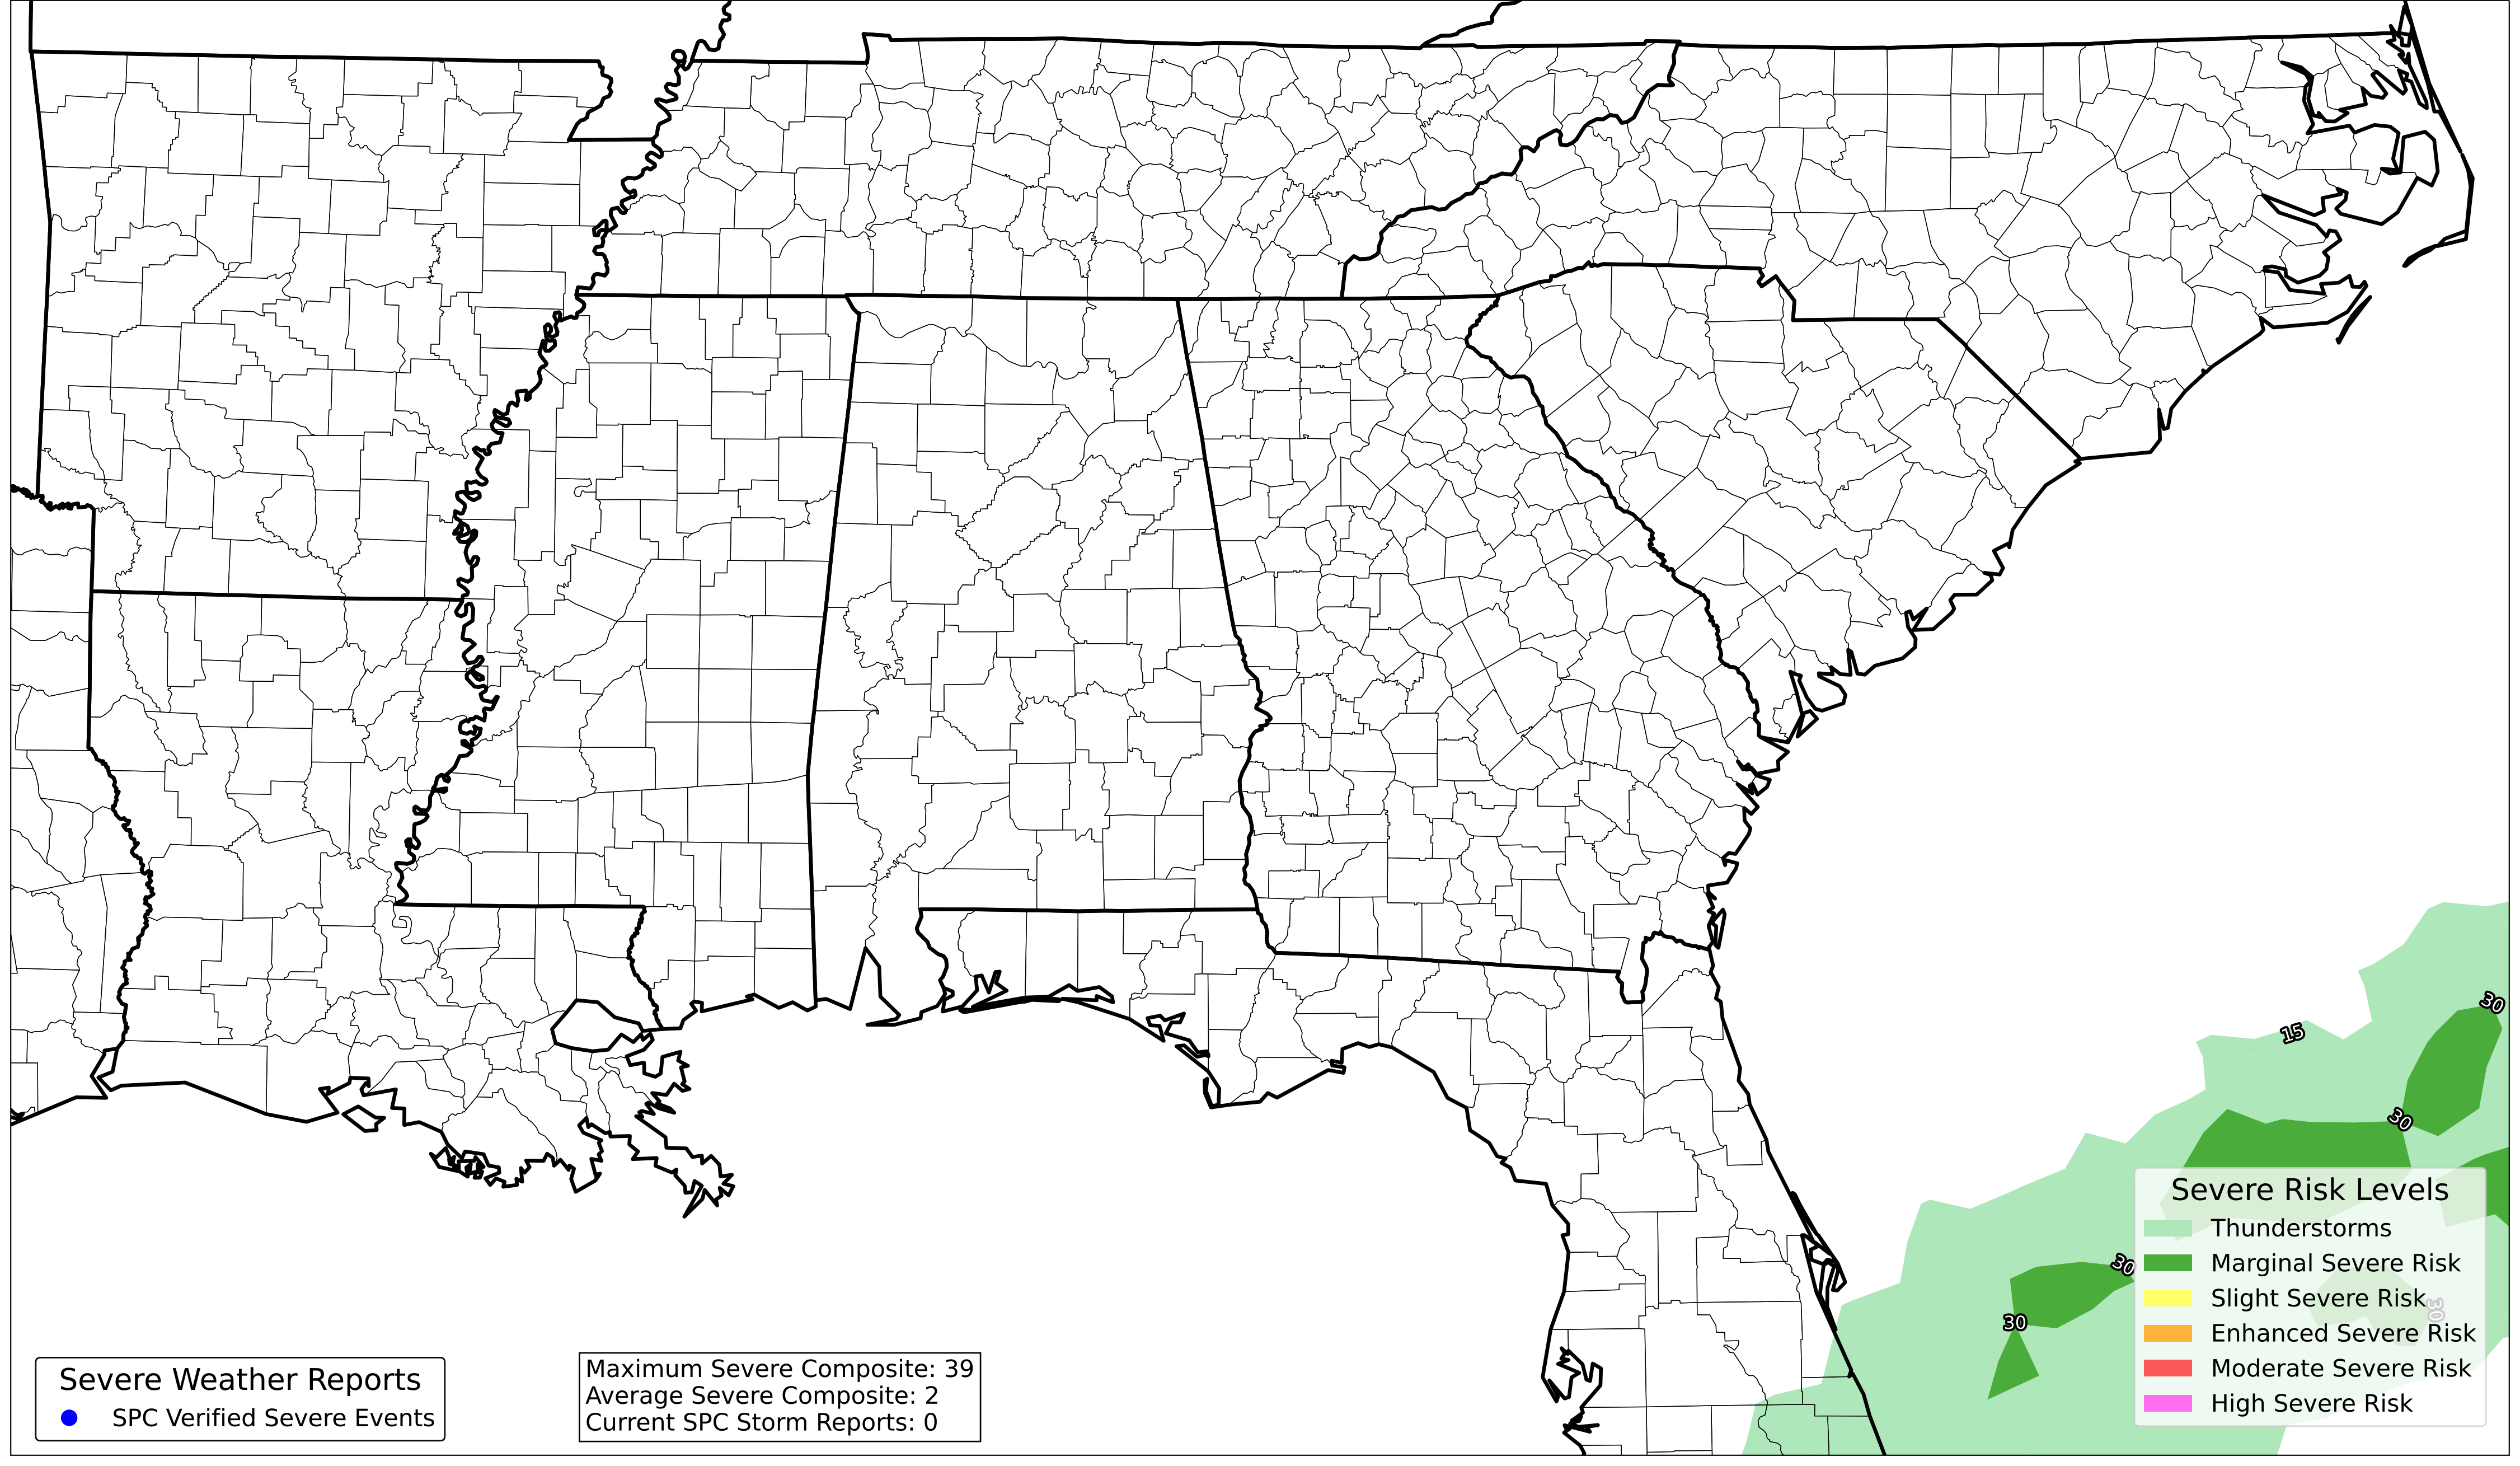 30
15
30
30
30
30
Severe Risk Levels
Thunderstorms
Marginal Severe Risk
Slight Severe Risk
Enhanced Severe Risk
Moderate Severe Risk
High Severe Risk
Severe Weather Reports
SPC Verified Severe Events
Maximum Severe Composite: 39
Average Severe Composite: 2
Current SPC Storm Reports: 0